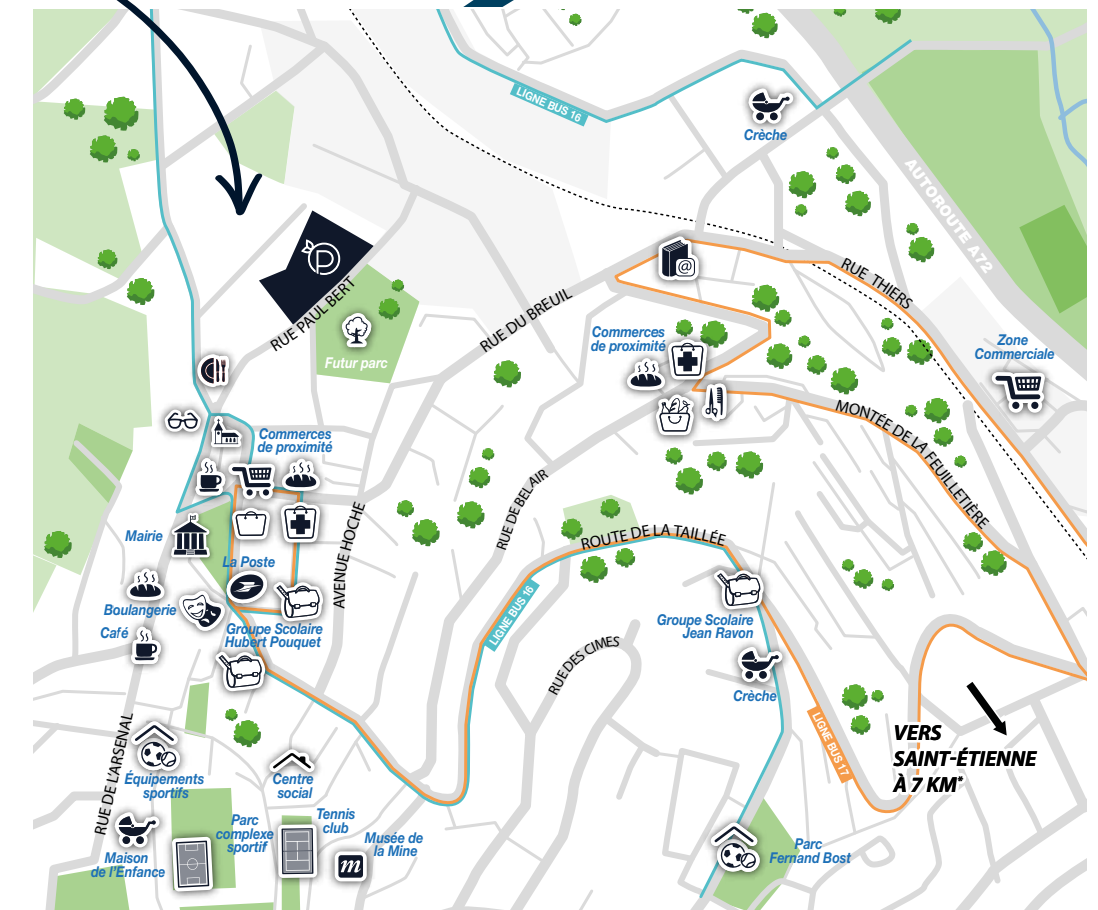 LIGNE BUS 16
Crèche
AUTOROUTE A72
P
RUE PAUL BERT
Futur parc
RUE DU BREUIL
@
RUE THIERS
Commerces
de proximité
Zone
Commerciale
MONTÉE DE LA FEUILLETIÈRE
Commerces
de proximité
Mairie
La Poste
AVENUE HOCHE
RUE DE BELAIR
ROUTE DE LA TAILLÉE
LIGNE BUS 16
Boulangerie
Café
Groupe Scolaire
Hubert Pouquet
Groupe Scolaire
Jean Ravon
RUE DES CIMES
Crèche
LIGNE BUS 17
VERS
SAINT-ÉTIENNE
À 7 KM*
RUE DE L'ARSENAL
Équipements
sportifs
Centre
social
Maison
de l'Enfance
Parc
complexe
sportif
Tennis
club
Musée de
la Mine
m
Parc
Fernand Bost